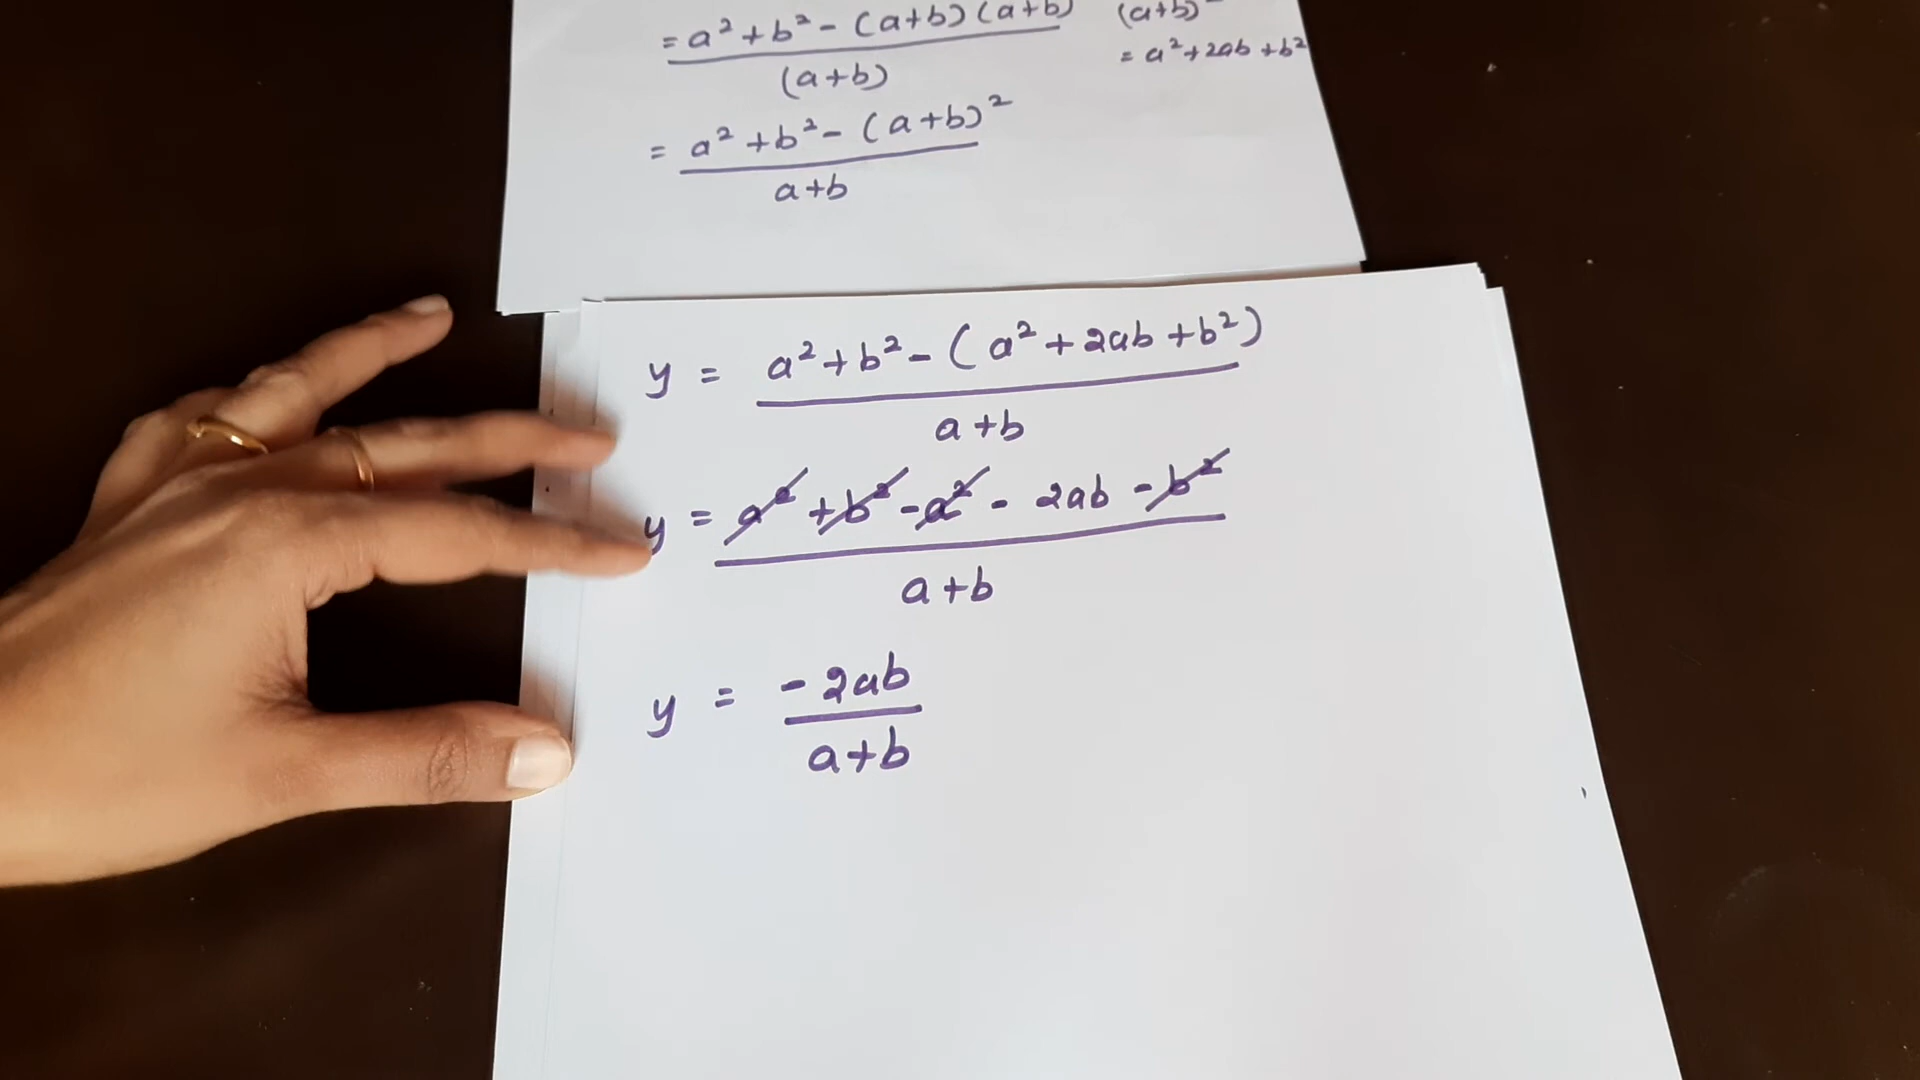 = a² + b² - (a+b)(a+b) / (a+b)
(a+b)
= a² + 2ab + b²
= a² + b² - (a+b)² / a+b
y = a² + b² - (a² + 2ab + b²) / a+b
y = a² + b² - a² - 2ab - b² / a+b
y = -2ab / a+b